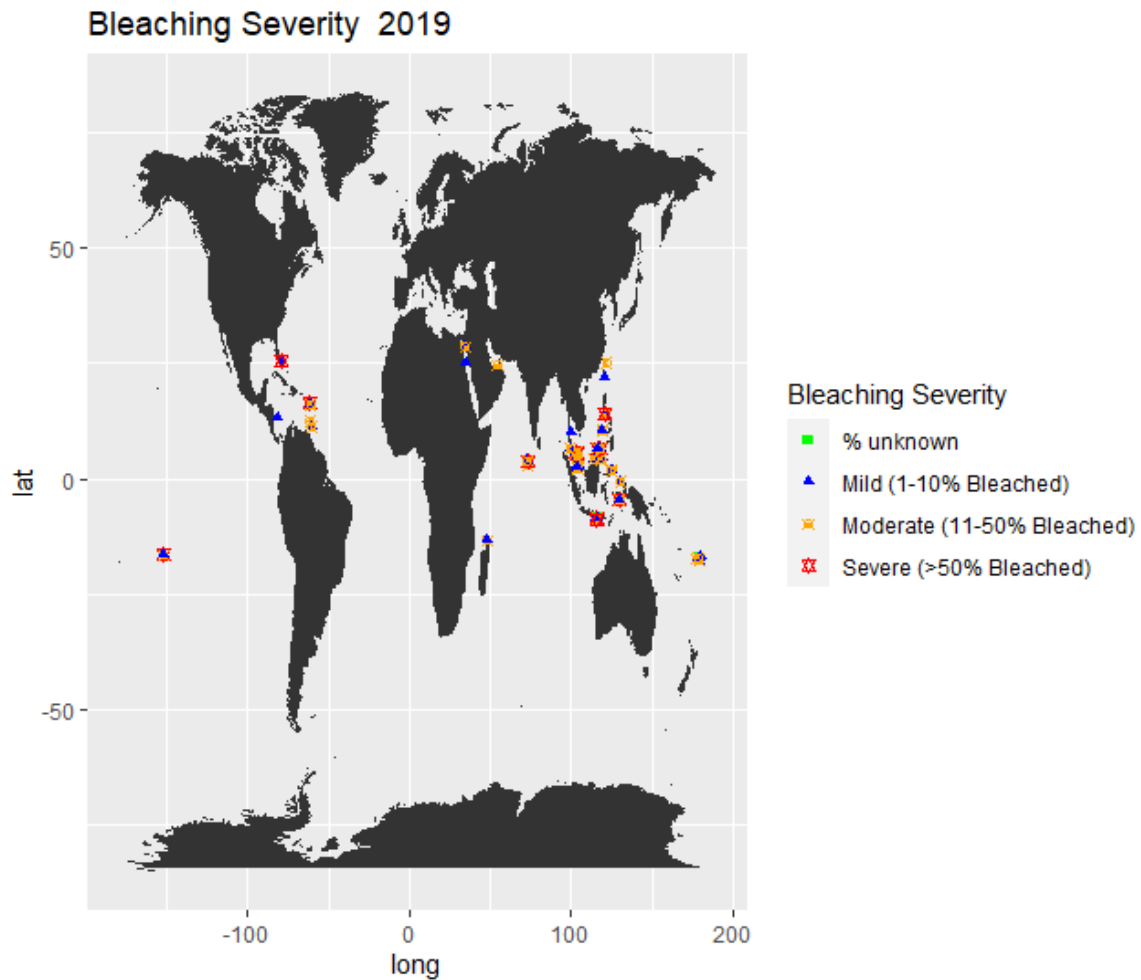 Bleaching Severity  2019
lat
50
0
-50
-100
0
100
200
long
Bleaching Severity
% unknown
Mild (1-10% Bleached)
Moderate (11-50% Bleached)
Severe (>50% Bleached)